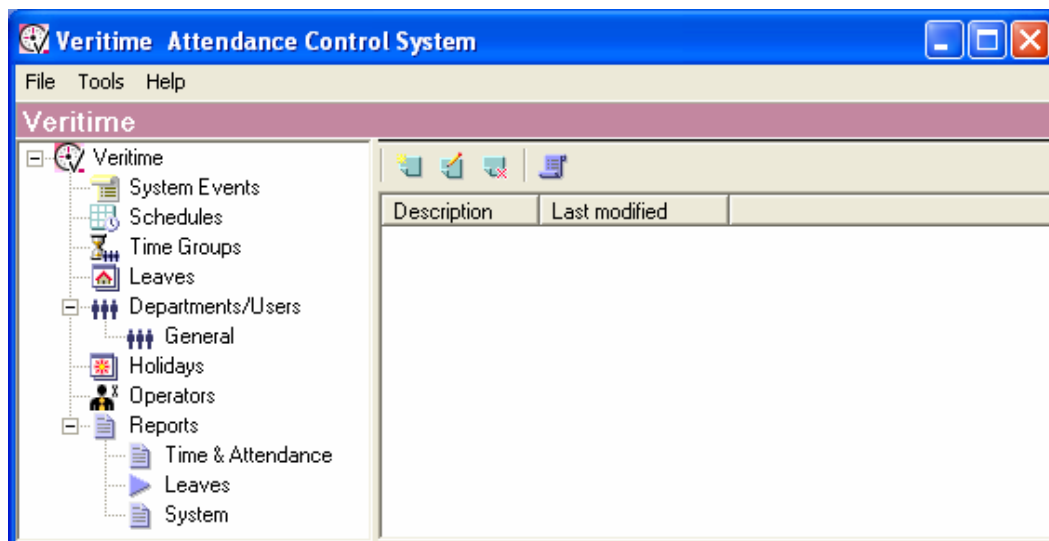 Veritime Attendance Control System
File Tools Help
Veritime
Veritime
System Events
Schedules
Time Groups
Leaves
Departments/Users
General
Holidays
Operators
Reports
Time & Attendance
Leaves
System
Description Last modified